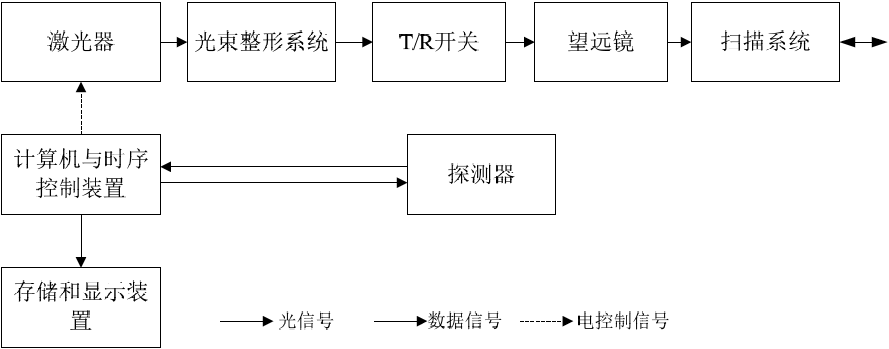 激光器
光束整形系统
T/R开关
望远镜
扫描系统
计算机与时序
控制装置
探测器
存储和显示装
置
光信号
数据信号
电控制信号